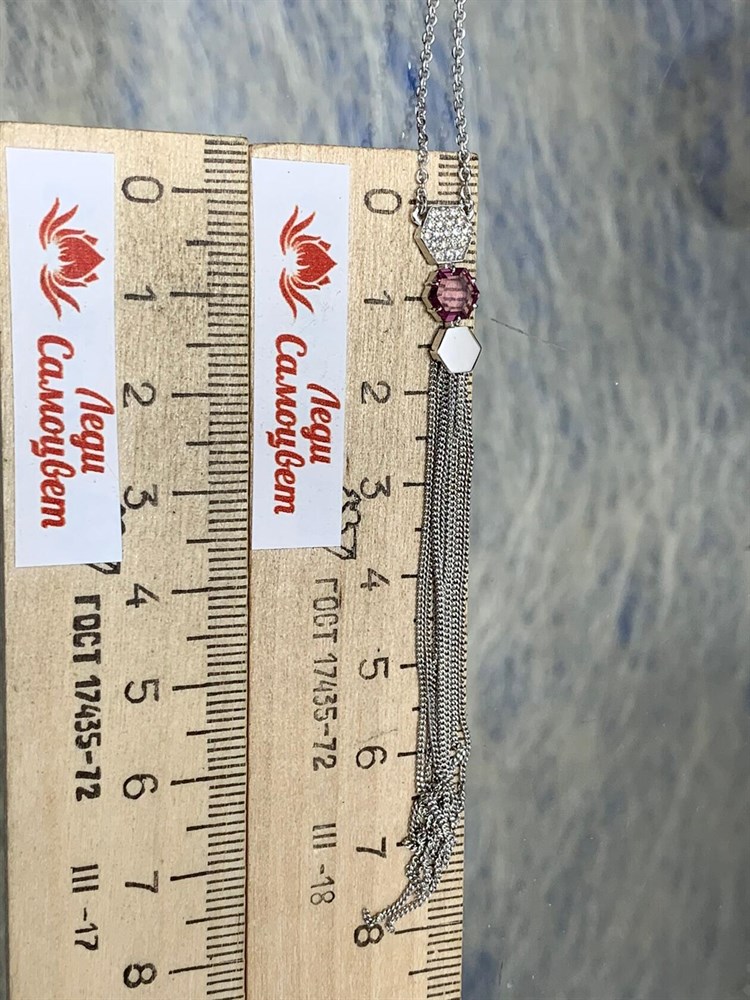 Леди
Самоцвет
0 1 2 3 4 5 6 7 8
ГОСТ 17435-72 III -17
Леди
Самоцвет
0 1 2 3 4 5 6 7 8
ГОСТ 17435-72 III -18